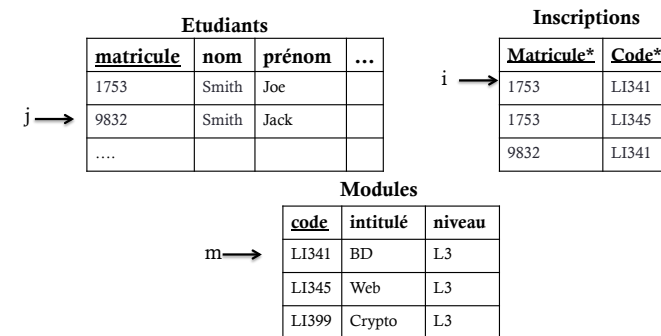 Etudiants
matricule nom prénom ...
1753 Smith Joe
j 9832 Smith Jack
....
Inscriptions
Matricule* Code*
i 1753 LI341
1753 LI345
9832 LI341
Modules
code intitulé niveau
m LI341 BD L3
LI345 Web L3
LI399 Crypto L3